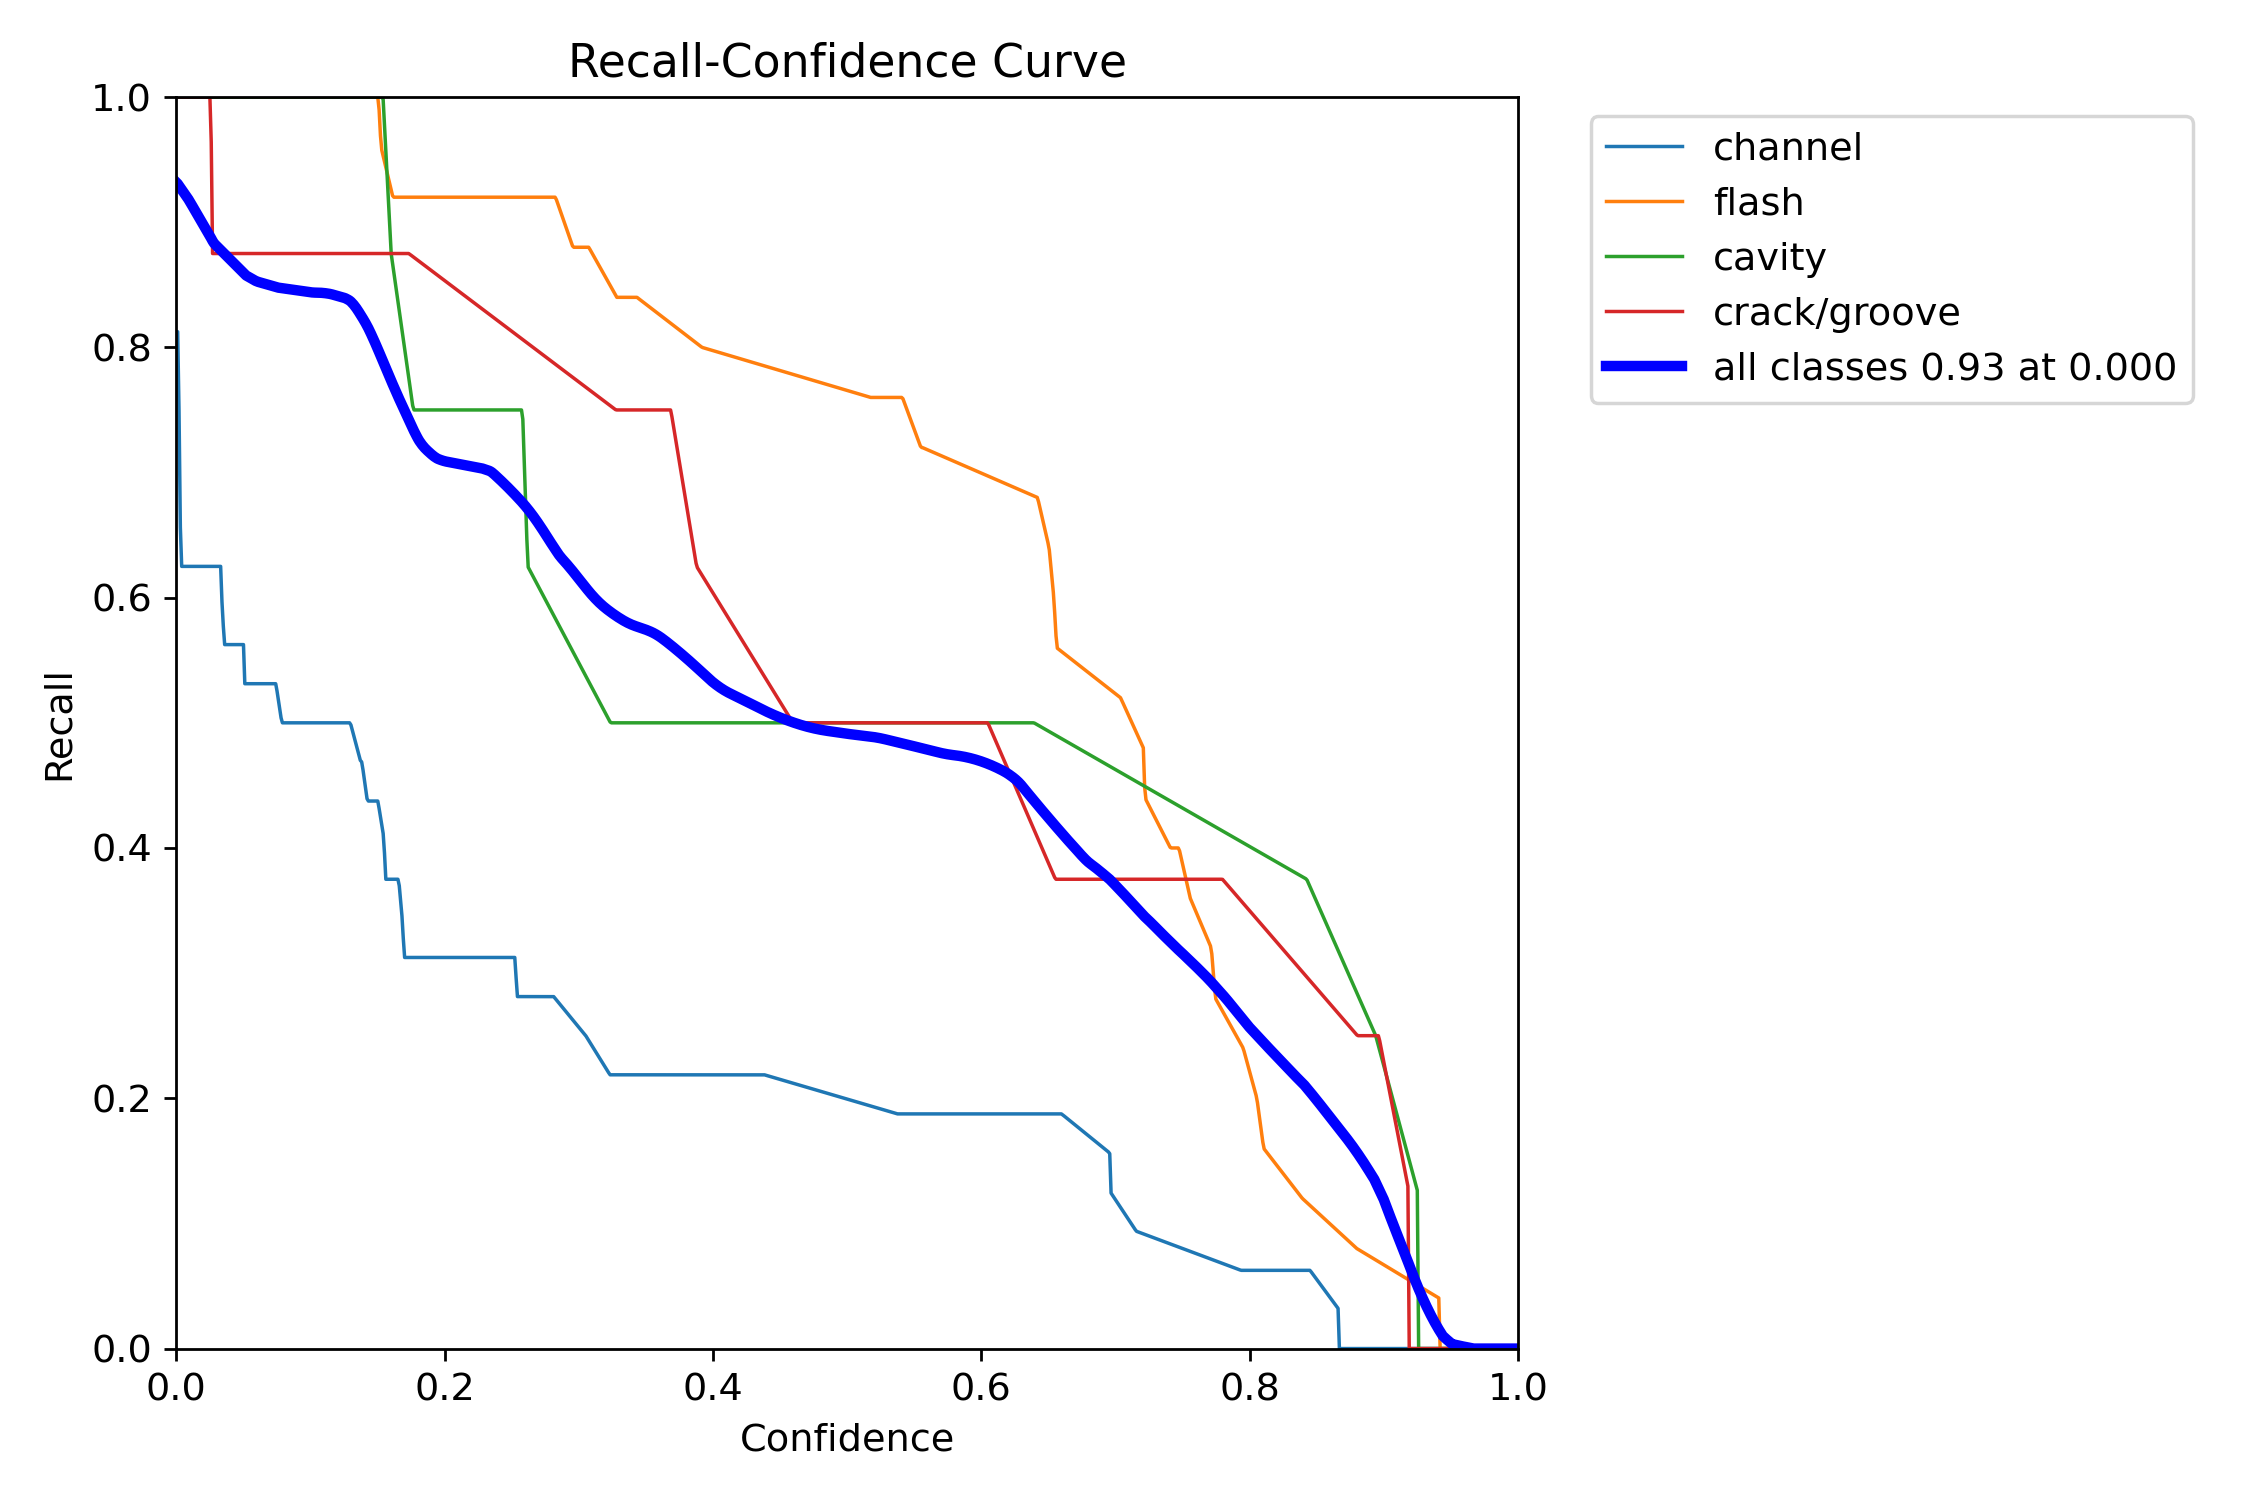 Recall-Confidence Curve
1.0
0.8
0.6
0.4
0.2
0.0
Recall
0.0 0.2 0.4 0.6 0.8 1.0
Confidence
channel
flash
cavity
crack/groove
all classes 0.93 at 0.000